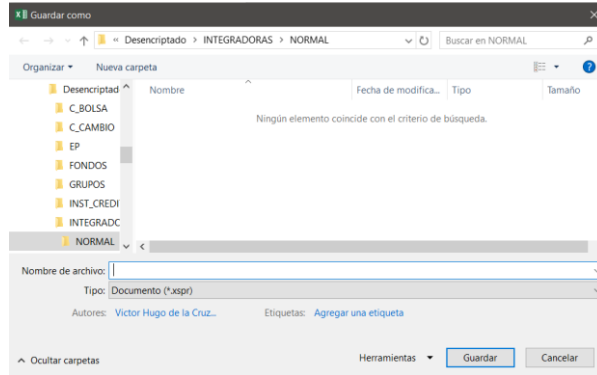 Guardar como
« Desencriptado > INTEGRADORAS > NORMAL
Buscar en NORMAL
Organizar
Nueva carpeta
Desencriptad
Nombre
Fecha de modifica...
Tipo
Tamaño
C_BOLSA
Ningún elemento coincide con el criterio de búsqueda.
C_CAMBIO
EP
FONDOS
GRUPOS
INST_CREDI
INTEGRADC
NORMAL
Nombre de archivo:
Tipo: Documento (*.xspr)
Autores: Victor Hugo de la Cruz...
Etiquetas: Agregar una etiqueta
Ocultar carpetas
Herramientas
Guardar
Cancelar